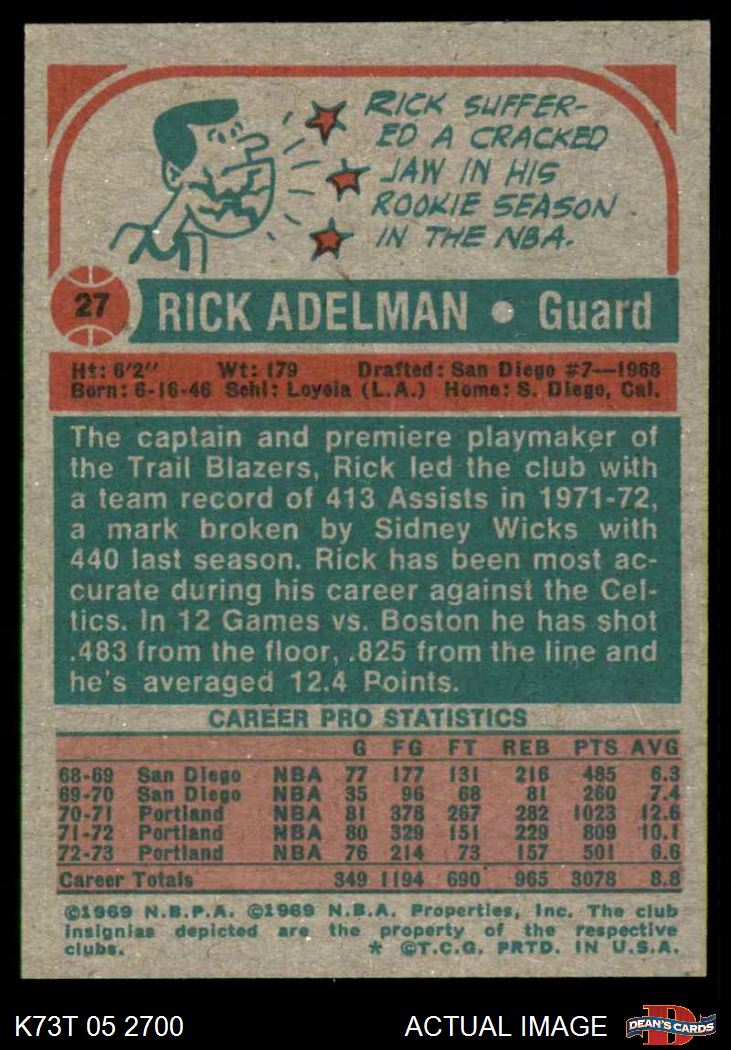 RICK SUFFER-
ED A CRACKED
JAW IN HIS
ROOKIE SEASON
IN THE NBA.
27 RICK ADELMAN • Guard
Ht: 6'2" Wt: 179 Drafted: San Diego #7—1968
Born: 6-16-46 Schl: Loyola (L.A.) Home: S. Diego, Cal.
The captain and premiere playmaker of
the Trail Blazers, Rick led the club with
a team record of 413 Assists in 1971-72,
a mark broken by Sidney Wicks with
440 last season. Rick has been most ac-
curate during his career against the Cel-
tics. In 12 Games vs. Boston he has shot
.483 from the floor, .825 from the line and
he's averaged 12.4 Points.
CAREER PRO STATISTICS
G FG FT REB PTS AVG
68-69 San Diego NBA 77 177 131 216 485 6.3
69-70 San Diego NBA 35 96 68 81 260 7.4
70-71 Portland NBA 81 378 267 282 1023 12.6
71-72 Portland NBA 80 329 151 229 809 10.1
72-73 Portland NBA 76 214 73 157 501 6.6
Career Totals 349 1194 690 965 3078 8.8
©1969 N.B.P.A. ©1969 N.B.A. Properties, Inc. The club
insignias depicted are the property of the respective
clubs. * ©T.C.G. PRTD. IN U.S.A.
K73T 05 2700 ACTUAL IMAGE D DEAN'S CARDS